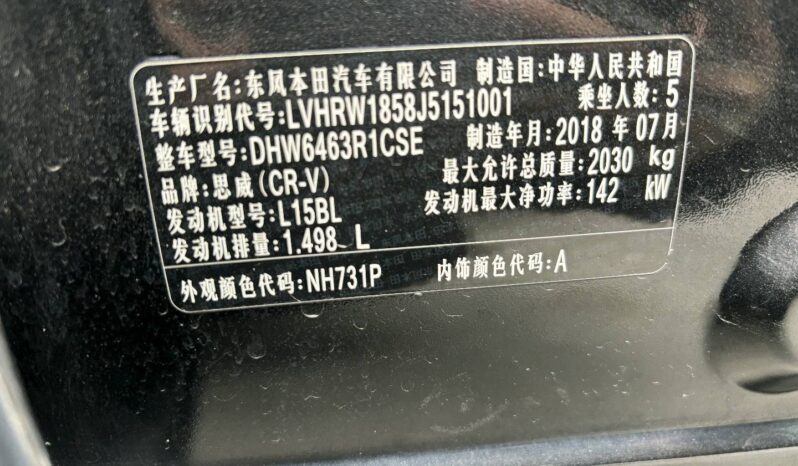 生产厂名:东风本田汽车有限公司 制造国:中华人民共和国
车辆识别代号:LVHRW1858J5151001 乘坐人数:5
整车型号:DHW6463R1CSE 制造年月:2018 年 07月
品牌:思威(CR-V) 最大允许总质量:2030 kg
发动机型号:L15BL 发动机最大净功率:142 kW
发动机排量:1.498 L
外观颜色代码:NH731P 内饰颜色代码:A